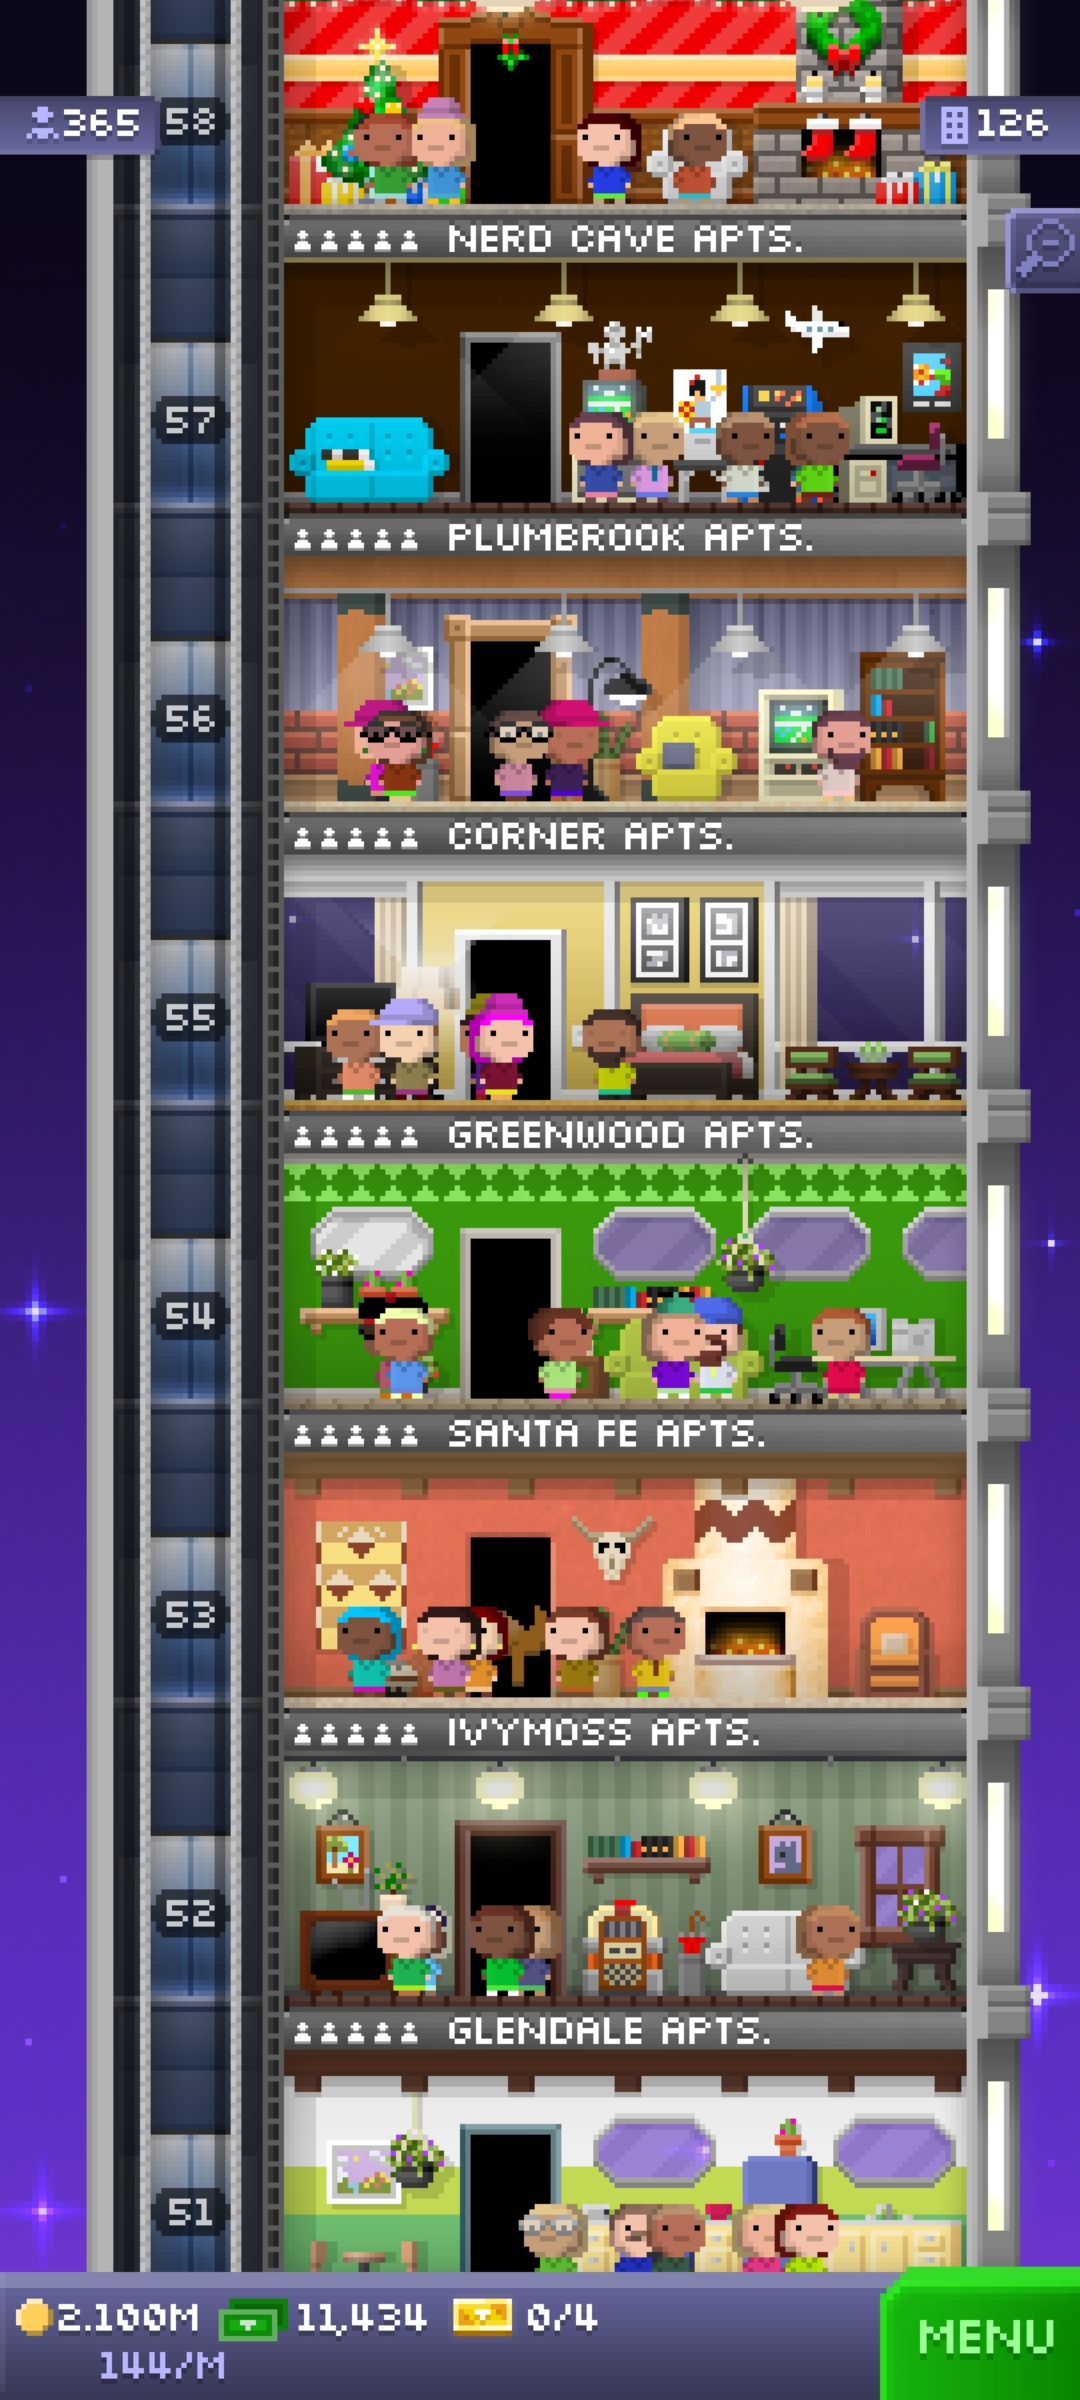 365
58
126
NERD CAVE APTS.
57
PLUMBROOK APTS.
56
CORNER APTS.
55
GREENWOOD APTS.
54
SANTA FE APTS.
53
IVYMOSS APTS.
52
GLENDALE APTS.
51
2.100M 11,434 0/4
144/M
MENU